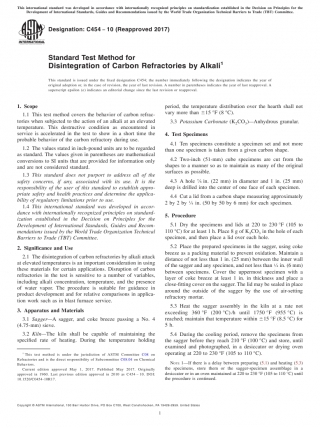 This international standard was developed in accordance with internationally recognized principles on standardization established in the Decision on Principles for the
Development of International Standards, Guides and Recommendations issued by the World Trade Organization Technical Barriers to Trade (TBT) Committee.
Designation: C454 − 10 (Reapproved 2017)
Standard Test Method for
Disintegration of Carbon Refractories by Alkali1
This standard is issued under the fixed designation C454; the number immediately following the designation indicates the year of
original adoption or, in the case of revision, the year of last revision. A number in parentheses indicates the year of last reapproval. A
superscript epsilon (ε) indicates an editorial change since the last revision or reapproval.
1. Scope
1.1 This test method covers the behavior of carbon refrac-
tories when subjected to the action of an alkali at an elevated
temperature. This destructive condition as encountered in
service is accelerated in the test to show in a short time the
probable behavior of the carbon refractory during use.
1.2 The values stated in inch-pound units are to be regarded
as standard. The values given in parentheses are mathematical
conversions to SI units that are provided for information only
and are not considered standard.
1.3 This standard does not purport to address all of the
safety concerns, if any, associated with its use. It is the
responsibility of the user of this standard to establish appro-
priate safety and health practices and determine the applica-
bility of regulatory limitations prior to use.
1.4 This international standard was developed in accor-
dance with internationally recognized principles on standard-
ization established in the Decision on Principles for the
Development of International Standards, Guides and Recom-
mendations issued by the World Trade Organization Technical
Barriers to Trade (TBT) Committee.
2. Significance and Use
2.1 The disintegration of carbon refractories by alkali attack
at elevated temperatures is an important consideration in using
these materials for certain applications. Disruption of carbon
refractories in the test is sensitive to a number of variables,
including alkali concentration, temperature, and the presence
of water vapor. The procedure is suitable for guidance in
product development and for relative comparisons in applica-
tion work such as in blast furnace service.
3. Apparatus and Materials
3.1 Sagger—A sagger, and coke breeze passing a No. 4
(4.75-mm) sieve.
3.2 Kiln—The kiln shall be capable of maintaining the
specified rate of heating. During the temperature holding
1 This test method is under the jurisdiction of ASTM Committee C08 on
Refractories and is the direct responsibility of Subcommittee C08.04 on Chemical
Behaviors.
Current edition approved May 1, 2017. Published May 2017. Originally
approved in 1960. Last previous edition approved in 2010 as C454 – 10. DOI:
10.1520/C0454-10R17.
period, the temperature distribution over the hearth shall not
vary more than ±15 °F (8 °C).
3.3 Potassium Carbonate (K2CO3)—Anhydrous granular.
4. Test Specimens
4.1 Test specimens constitute a specimen set and not more
than one specimen is taken from a given carbon shape.
4.2 Two-inch (51-mm) cube specimens are cut from the
shapes in a manner so as to maintain as many of the original
surfaces as possible.
4.3 A hole 7⁄8 in. (22 mm) in diameter and 1 in. (25 mm)
deep is drilled into the center of one face of each specimen.
4.4 Cut a lid from a carbon shape measuring approximately
2 by 2 by 1⁄4 in. (50 by 50 by 6 mm) for each specimen.
5. Procedure
5.1 Dry the specimens and lids at 220 to 230 °F (105 to
110 °C) for at least 1 h. Place 8 g of K2CO3 in the hole of each
specimen, and then place a lid over each hole.
5.2 Place the prepared specimens in the sagger, using coke
breeze as a packing material to prevent oxidation. Maintain a
distance of not less than 1 in. (25 mm) between the inner wall
of the sagger and any specimen, and not less than 5⁄8 in. (16 mm)
between specimens. Cover the uppermost specimen with a
layer of coke breeze at least 1 in. in thickness and place a
close-fitting cover on the sagger. The lid may be sealed in place
around the outside of the sagger by the use of air-setting
refractory mortar.
5.3 Heat the sagger assembly in the kiln at a rate not
exceeding 360 °F (200 °C)/h until 1750 °F (955 °C) is
reached; maintain that temperature within ±15 °F (8.5 °C) for
5 h.
5.4 During the cooling period, remove the specimens from
the sagger before they reach 210 °F (100 °C) and store, until
examined and photographed, in a desiccator or drying oven
operating at 220 to 230 °F (105 to 110 °C).
NOTE 1—If there is a delay between preparing (5.1) and heating (5.3)
the specimens, store them or the sagger-specimen assemblage in a
desiccator or in an oven maintained at 220 to 230 °F (105 to 110 °C) until
the procedure is continued.
Copyright © ASTM International, 100 Barr Harbor Drive, PO Box C700, West Conshohocken, PA 19428-2959. United States
1